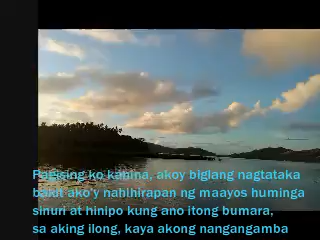 Pagising ko kanina, akoy biglang nagtataka
bakit ako'y nahihirapan ng maayos huminga
sinuri at hinipo kung ano itong bumara,
sa aking ilong, kaya akong nangangamba